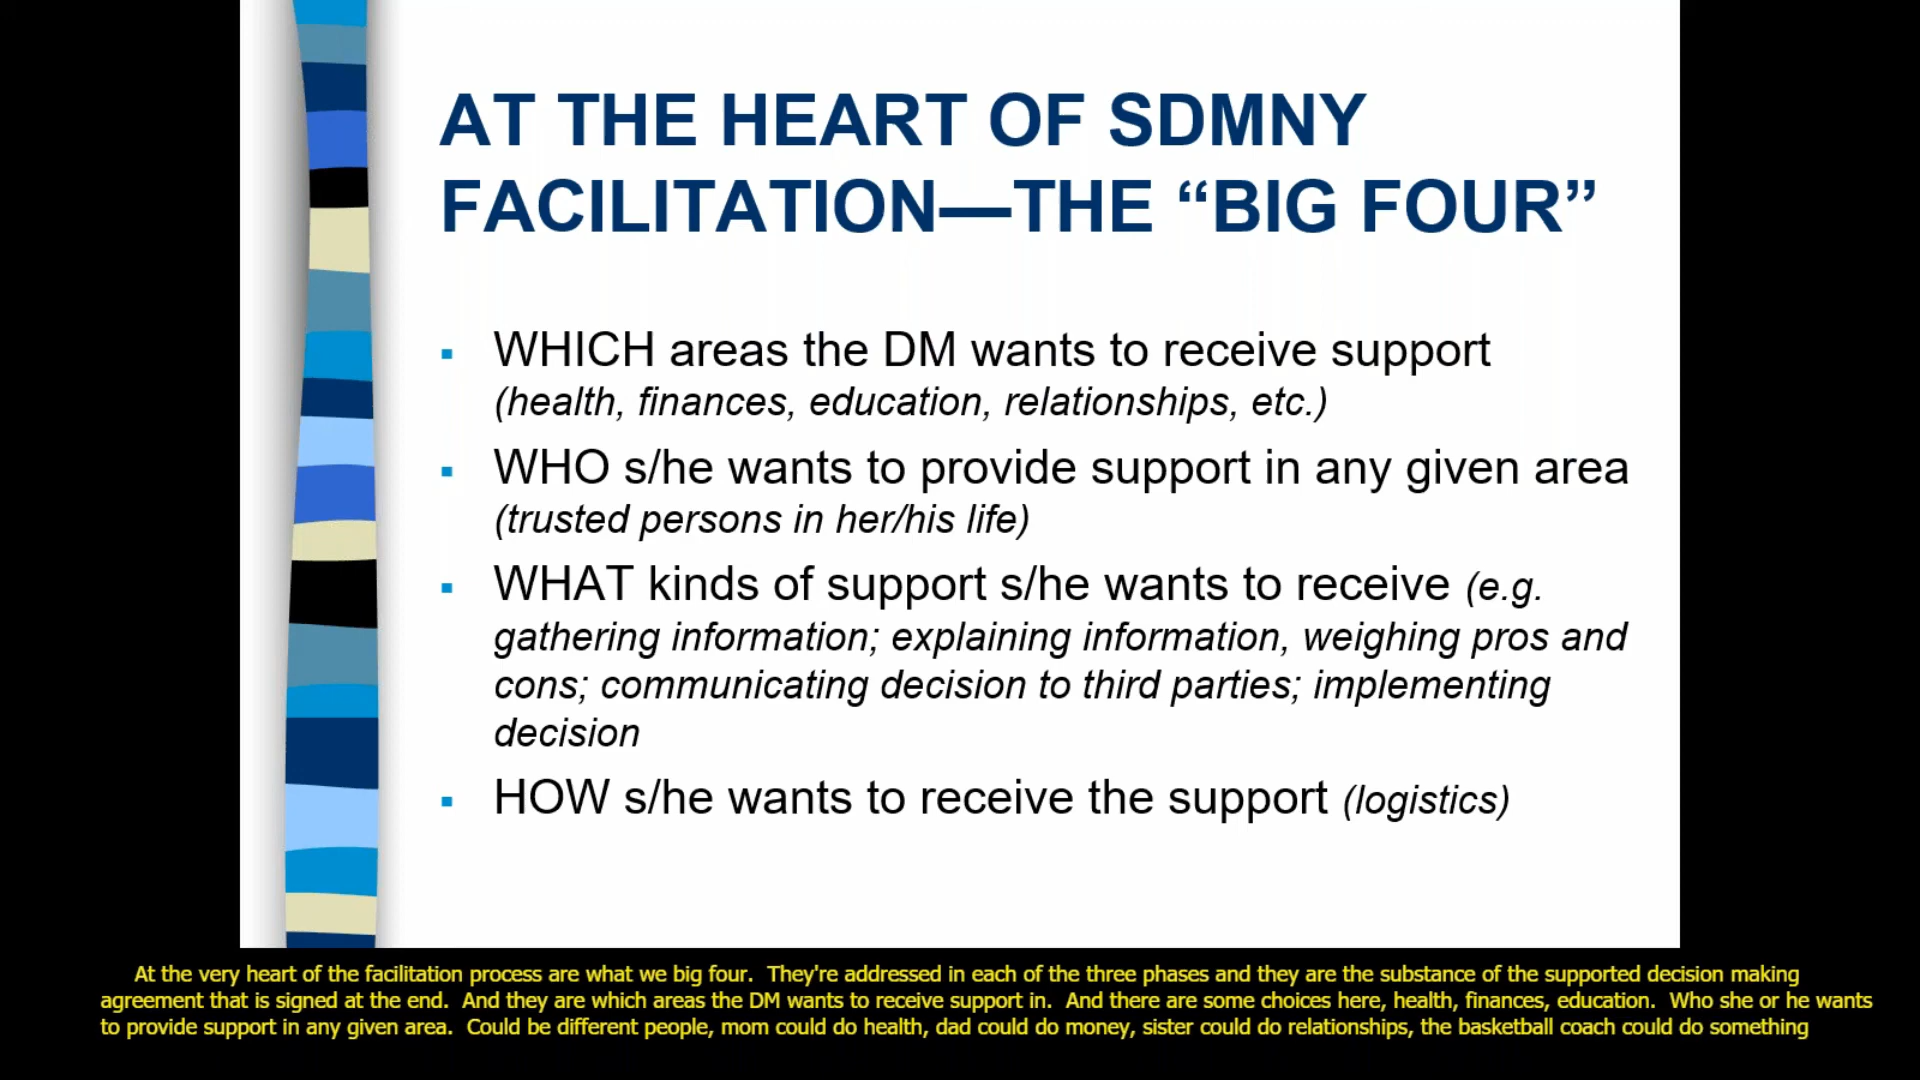 AT THE HEART OF SDMNY
FACILITATION—THE “BIG FOUR”
▪ WHICH areas the DM wants to receive support
(health, finances, education, relationships, etc.)
▪ WHO s/he wants to provide support in any given area
(trusted persons in her/his life)
▪ WHAT kinds of support s/he wants to receive (e.g.
gathering information; explaining information, weighing pros and
cons; communicating decision to third parties; implementing
decision
▪ HOW s/he wants to receive the support (logistics)
At the very heart of the facilitation process are what we big four.  They're addressed in each of the three phases and they are the substance of the supported decision making
agreement that is signed at the end.  And they are which areas the DM wants to receive support in.  And there are some choices here, health, finances, education.  Who she or he wants
to provide support in any given area.  Could be different people, mom could do health, dad could do money, sister could do relationships, the basketball coach could do something